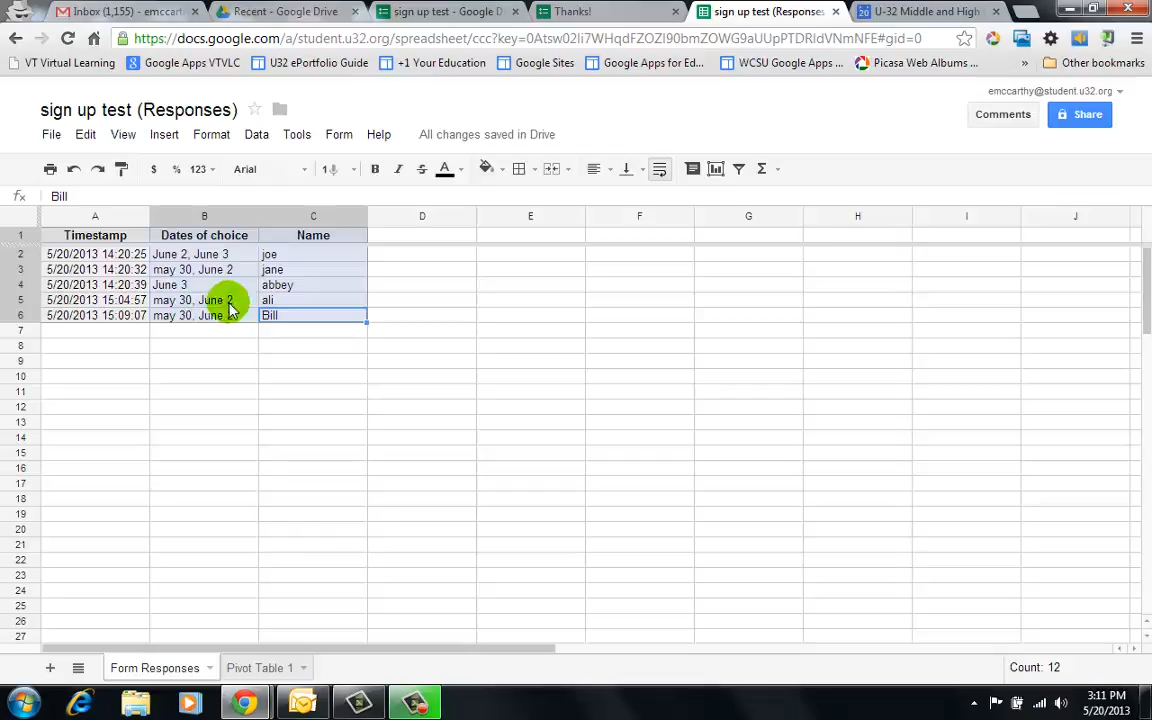 Inbox (1,155) - emccart
Recent - Google Drive
sign up test - Google D
Thanks!
sign up test (Responses
U-32 Middle and High
https://docs.google.com/a/student.u32.org/spreadsheet/ccc?key=0Atsw02li7WHqdFZOZl90bmZOWG9aUUpPTDRldVNmNFE#gid=0
VT Virtual Learning
Google Apps VTVLC
U32 ePortfolio Guide
+1 Your Education
Google Sites
Google Apps for Ed...
WCSU Google Apps ...
Picasa Web Albums ...
»
Other bookmarks
emccarthy@student.u32.org
sign up test (Responses)
Comments
Share
File Edit View Insert Format Data Tools Form Help All changes saved in Drive
$ % 123 Arial B I S A Σ
fx Bill
A B C D E F G H I J
1 Timestamp Dates of choice Name
2 5/20/2013 14:20:25 June 2, June 3 joe
3 5/20/2013 14:20:32 may 30, June 2 jane
4 5/20/2013 14:20:39 June 3 abbey
5 5/20/2013 15:04:57 may 30, June 2 ali
6 5/20/2013 15:09:07 may 30, June 2 Bill
7
8
9
10
11
12
13
14
15
16
17
18
19
20
21
22
23
24
25
26
27
Form Responses
Pivot Table 1
Count: 12
3:11 PM
5/20/2013